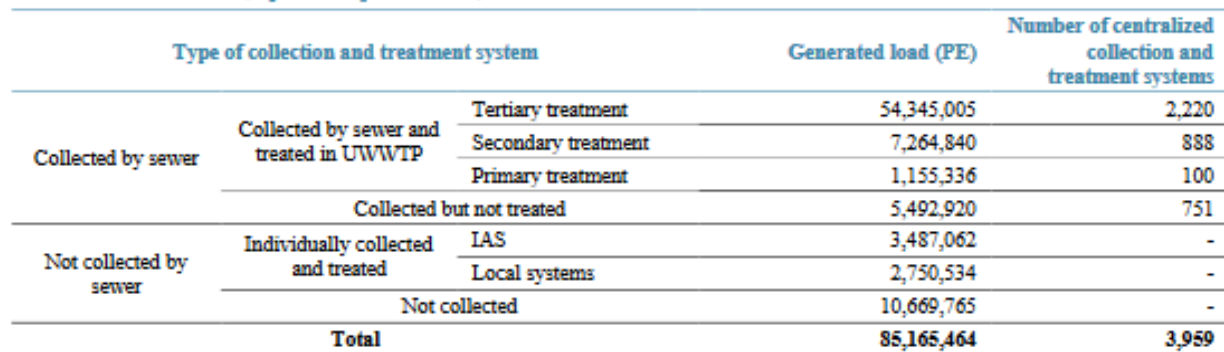 Type of collection and treatment system Generated load (PE) Number of centralized collection and treatment systems
Collected by sewer Collected by sewer and treated in UWWTP Tertiary treatment 54,345,005 2,220
Secondary treatment 7,264,840 888
Primary treatment 1,155,336 100
Collected but not treated 5,492,920 751
Not collected by sewer Individually collected and treated IAS 3,487,062 -
Local systems 2,750,534 -
Not collected 10,669,765 -
Total 85,165,464 3,959